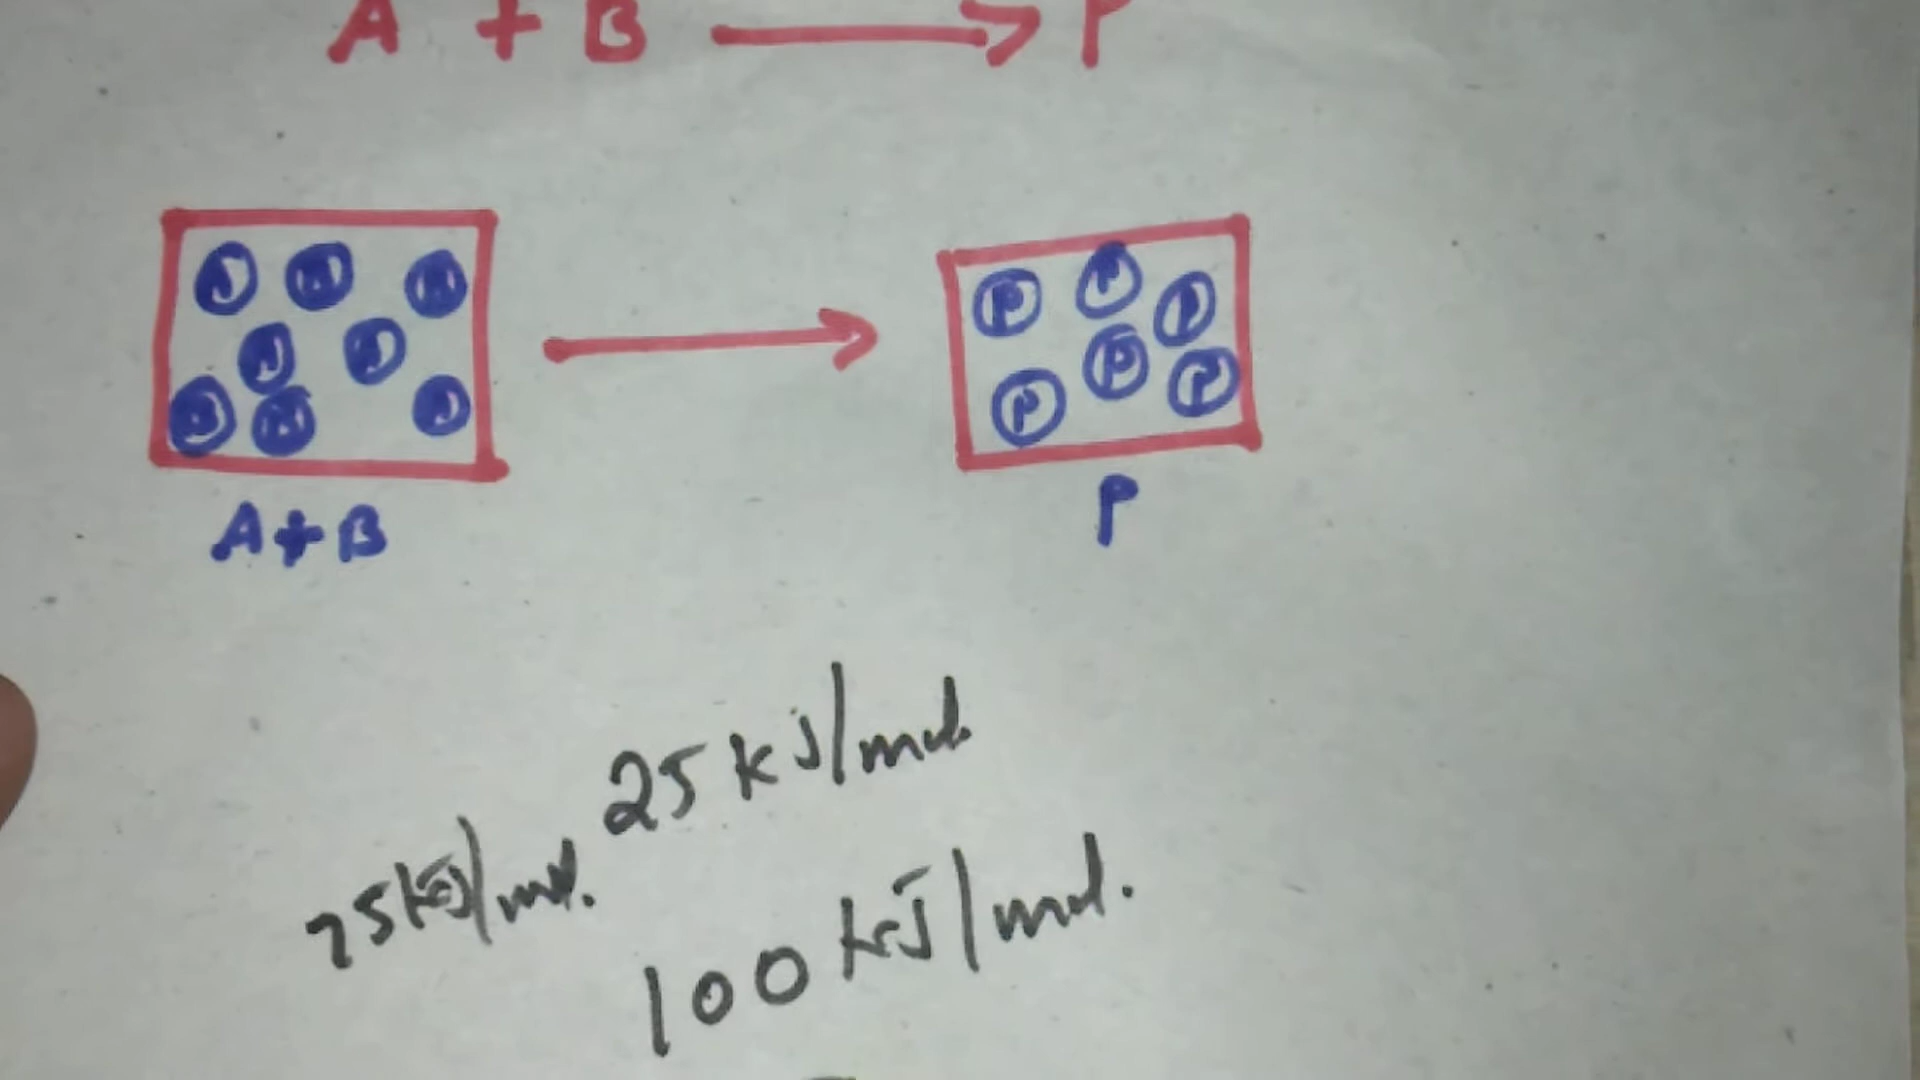 A + B → P
P P P
P P P
A + B
P
25 kJ/mol.
75 kJ/mol.
100 kJ/mol.